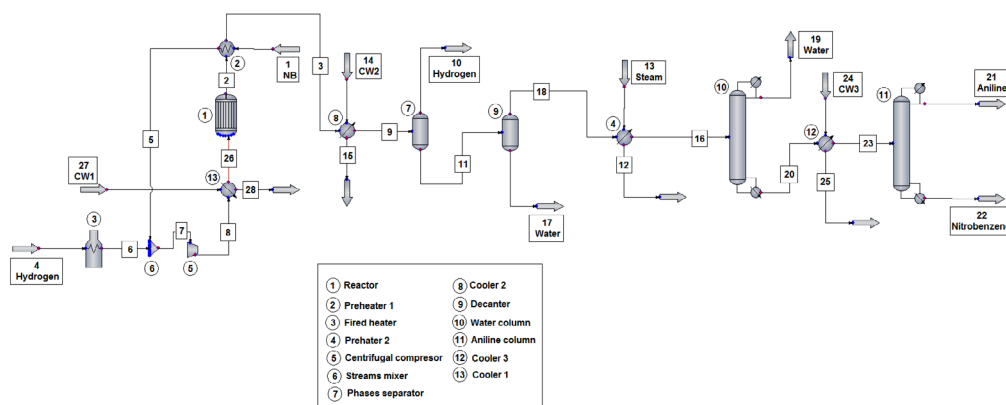 1
NB
2
2
1
26
5
27
CW1
13
28
3
4
Hydrogen
6
6
7
5
8
3
14
CW2
8
15
9
7
10
Hydrogen
11
9
18
17
Water
13
Steam
4
12
16
10
19
Water
20
24
CW3
12
25
23
11
21
Aniline
22
Nitrobenzene
1 Reactor
2 Preheater 1
3 Fired heater
4 Prehater 2
5 Centrifugal compresor
6 Streams mixer
7 Phases separator
8 Cooler 2
9 Decanter
10 Water column
11 Aniline column
12 Cooler 3
13 Cooler 1